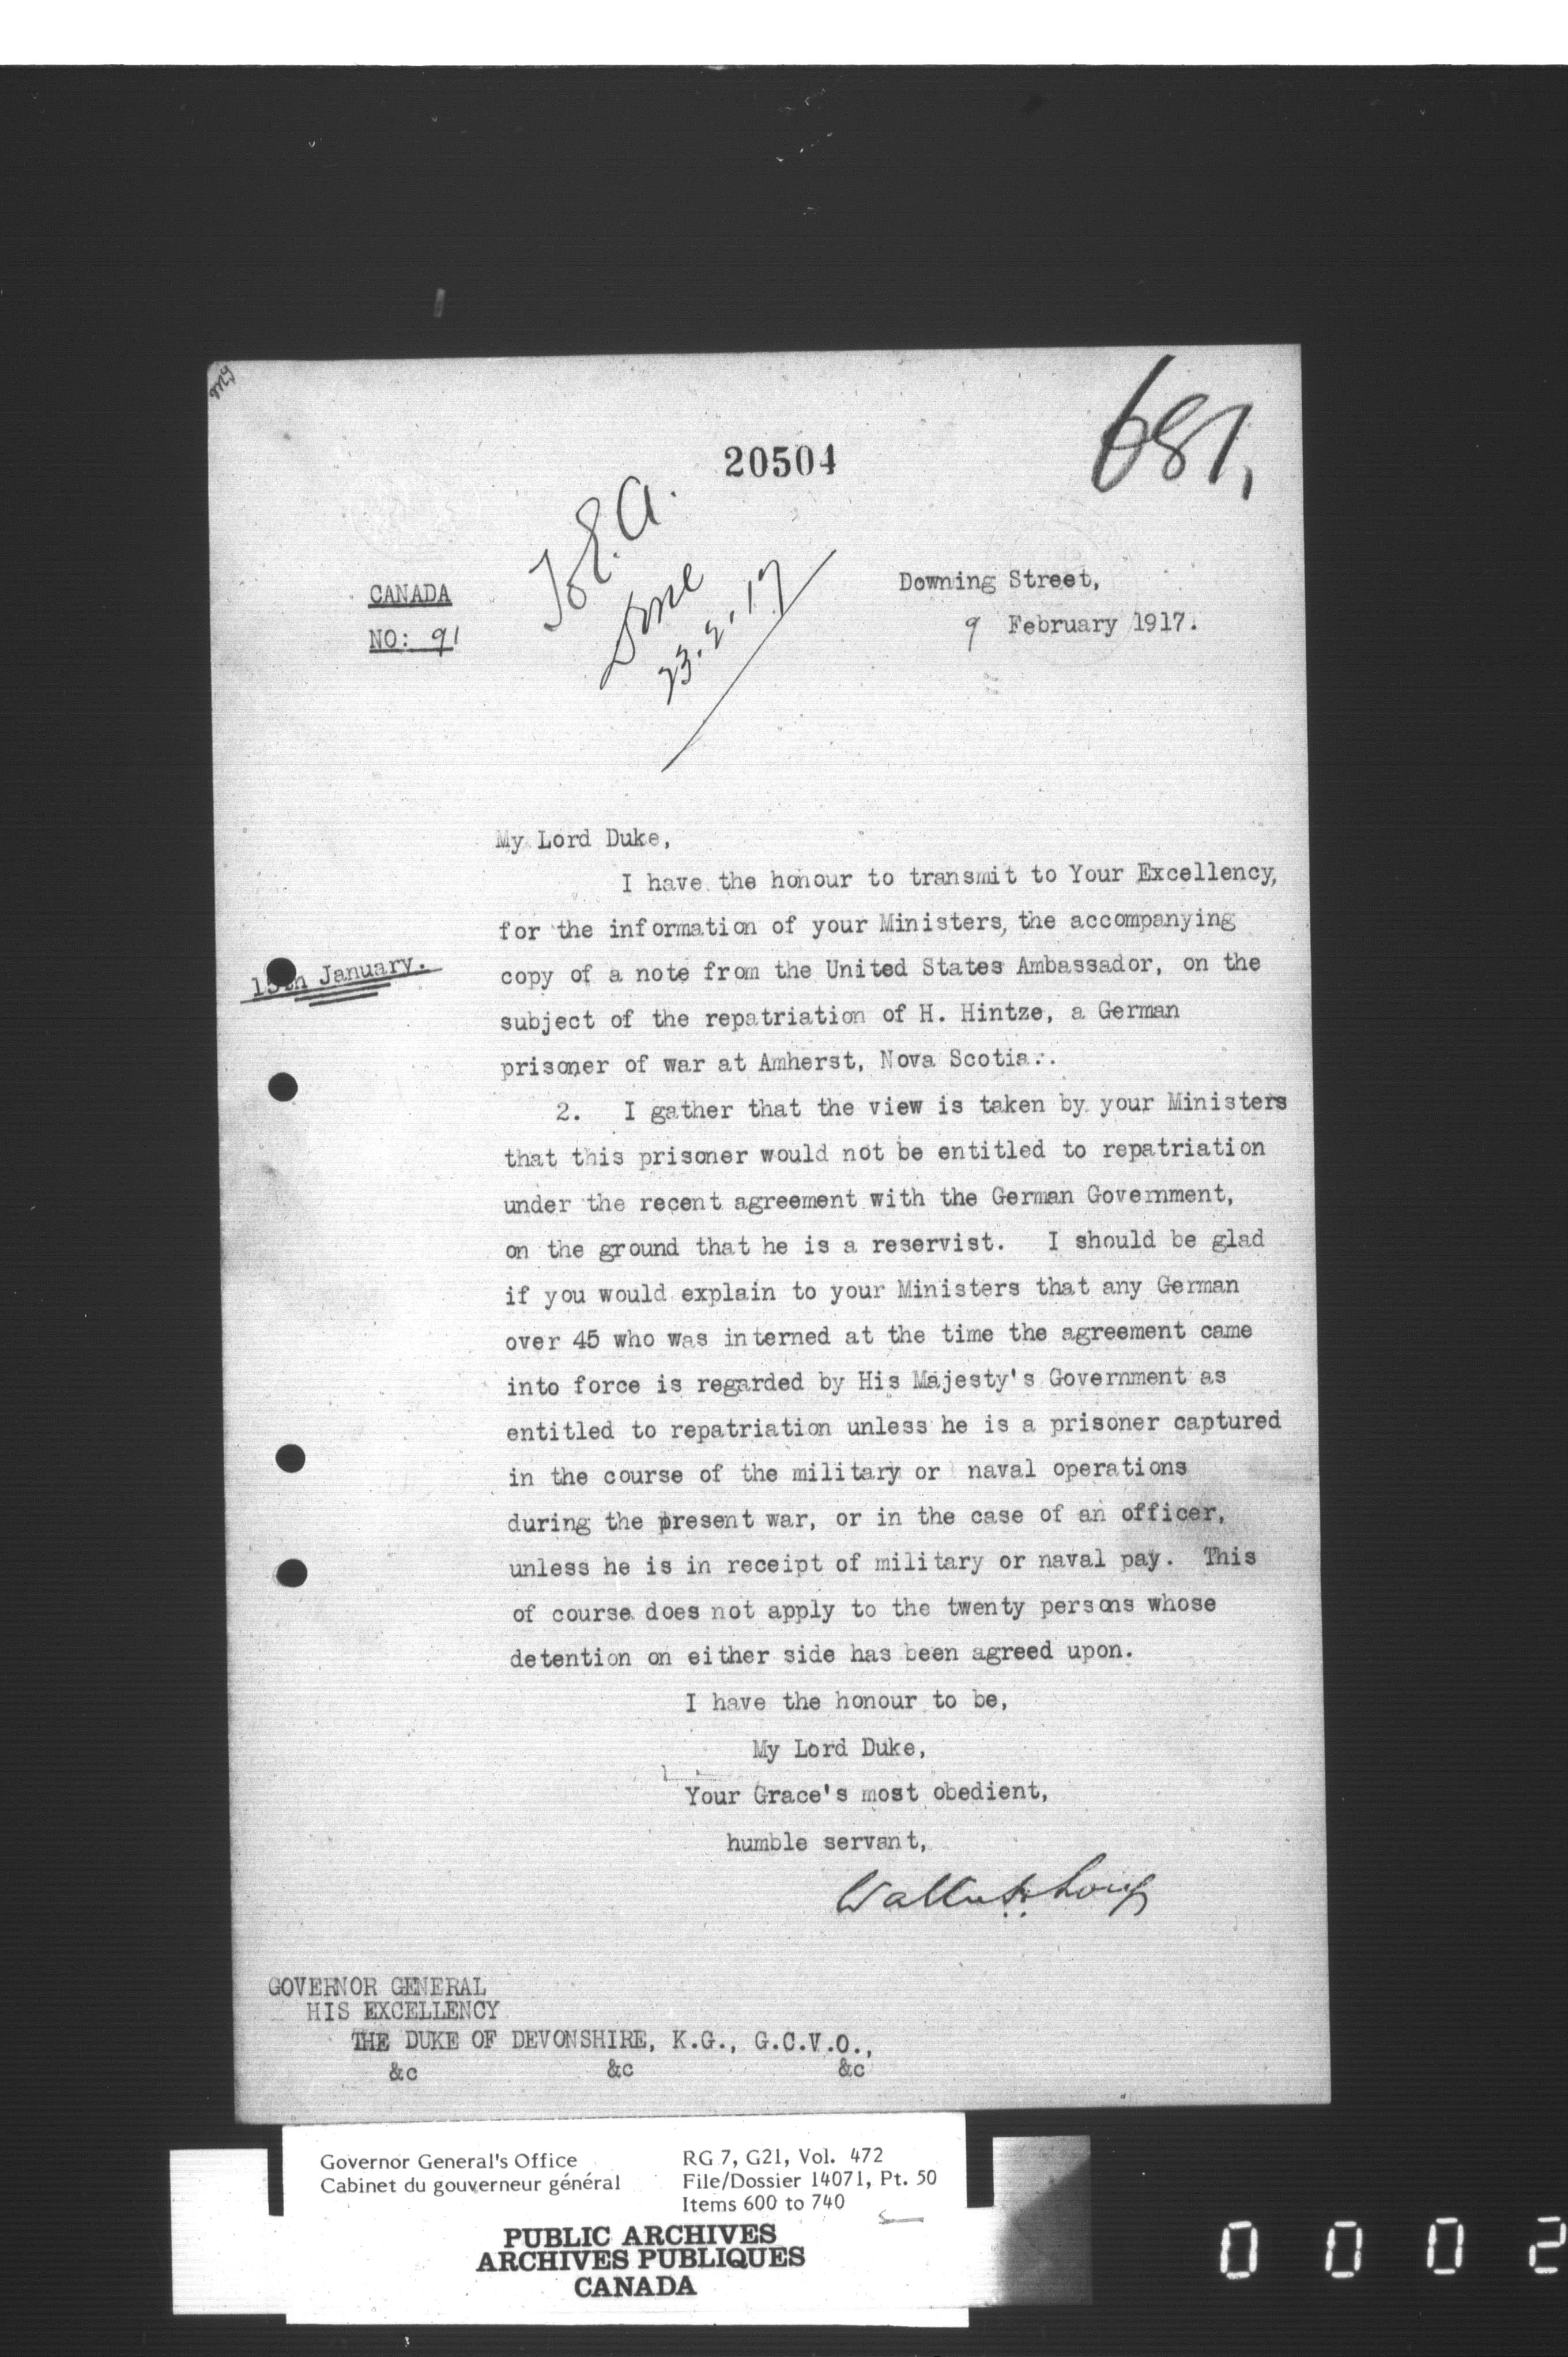 681,
20504
To E.A.
Done
23.2.17
CANADA
NO: 91
Downing Street,
9 February 1917.
My Lord Duke,
I have the honour to transmit to Your Excellency,
for the information of your Ministers, the accompanying
15th January.
copy of a note from the United States Ambassador, on the
subject of the repatriation of H. Hintze, a German
prisoner of war at Amherst, Nova Scotia.
2. I gather that the view is taken by your Ministers
that this prisoner would not be entitled to repatriation
under the recent agreement with the German Government,
on the ground that he is a reservist. I should be glad
if you would explain to your Ministers that any German
over 45 who was interned at the time the agreement came
into force is regarded by His Majesty's Government as
entitled to repatriation unless he is a prisoner captured
in the course of the military or naval operations
during the present war, or in the case of an officer,
unless he is in receipt of military or naval pay. This
of course does not apply to the twenty persons whose
detention on either side has been agreed upon.
I have the honour to be,
My Lord Duke,
Your Grace's most obedient,
humble servant,
Walter H. Long
GOVERNOR GENERAL
HIS EXCELLENCY
THE DUKE OF DEVONSHIRE, K.G., G.C.V.O.,
&c &c &c
Governor General's Office RG 7, G21, Vol. 472
Cabinet du gouverneur général File/Dossier 14071, Pt. 50
Items 600 to 740
PUBLIC ARCHIVES
ARCHIVES PUBLIQUES
CANADA
0 0 0 2